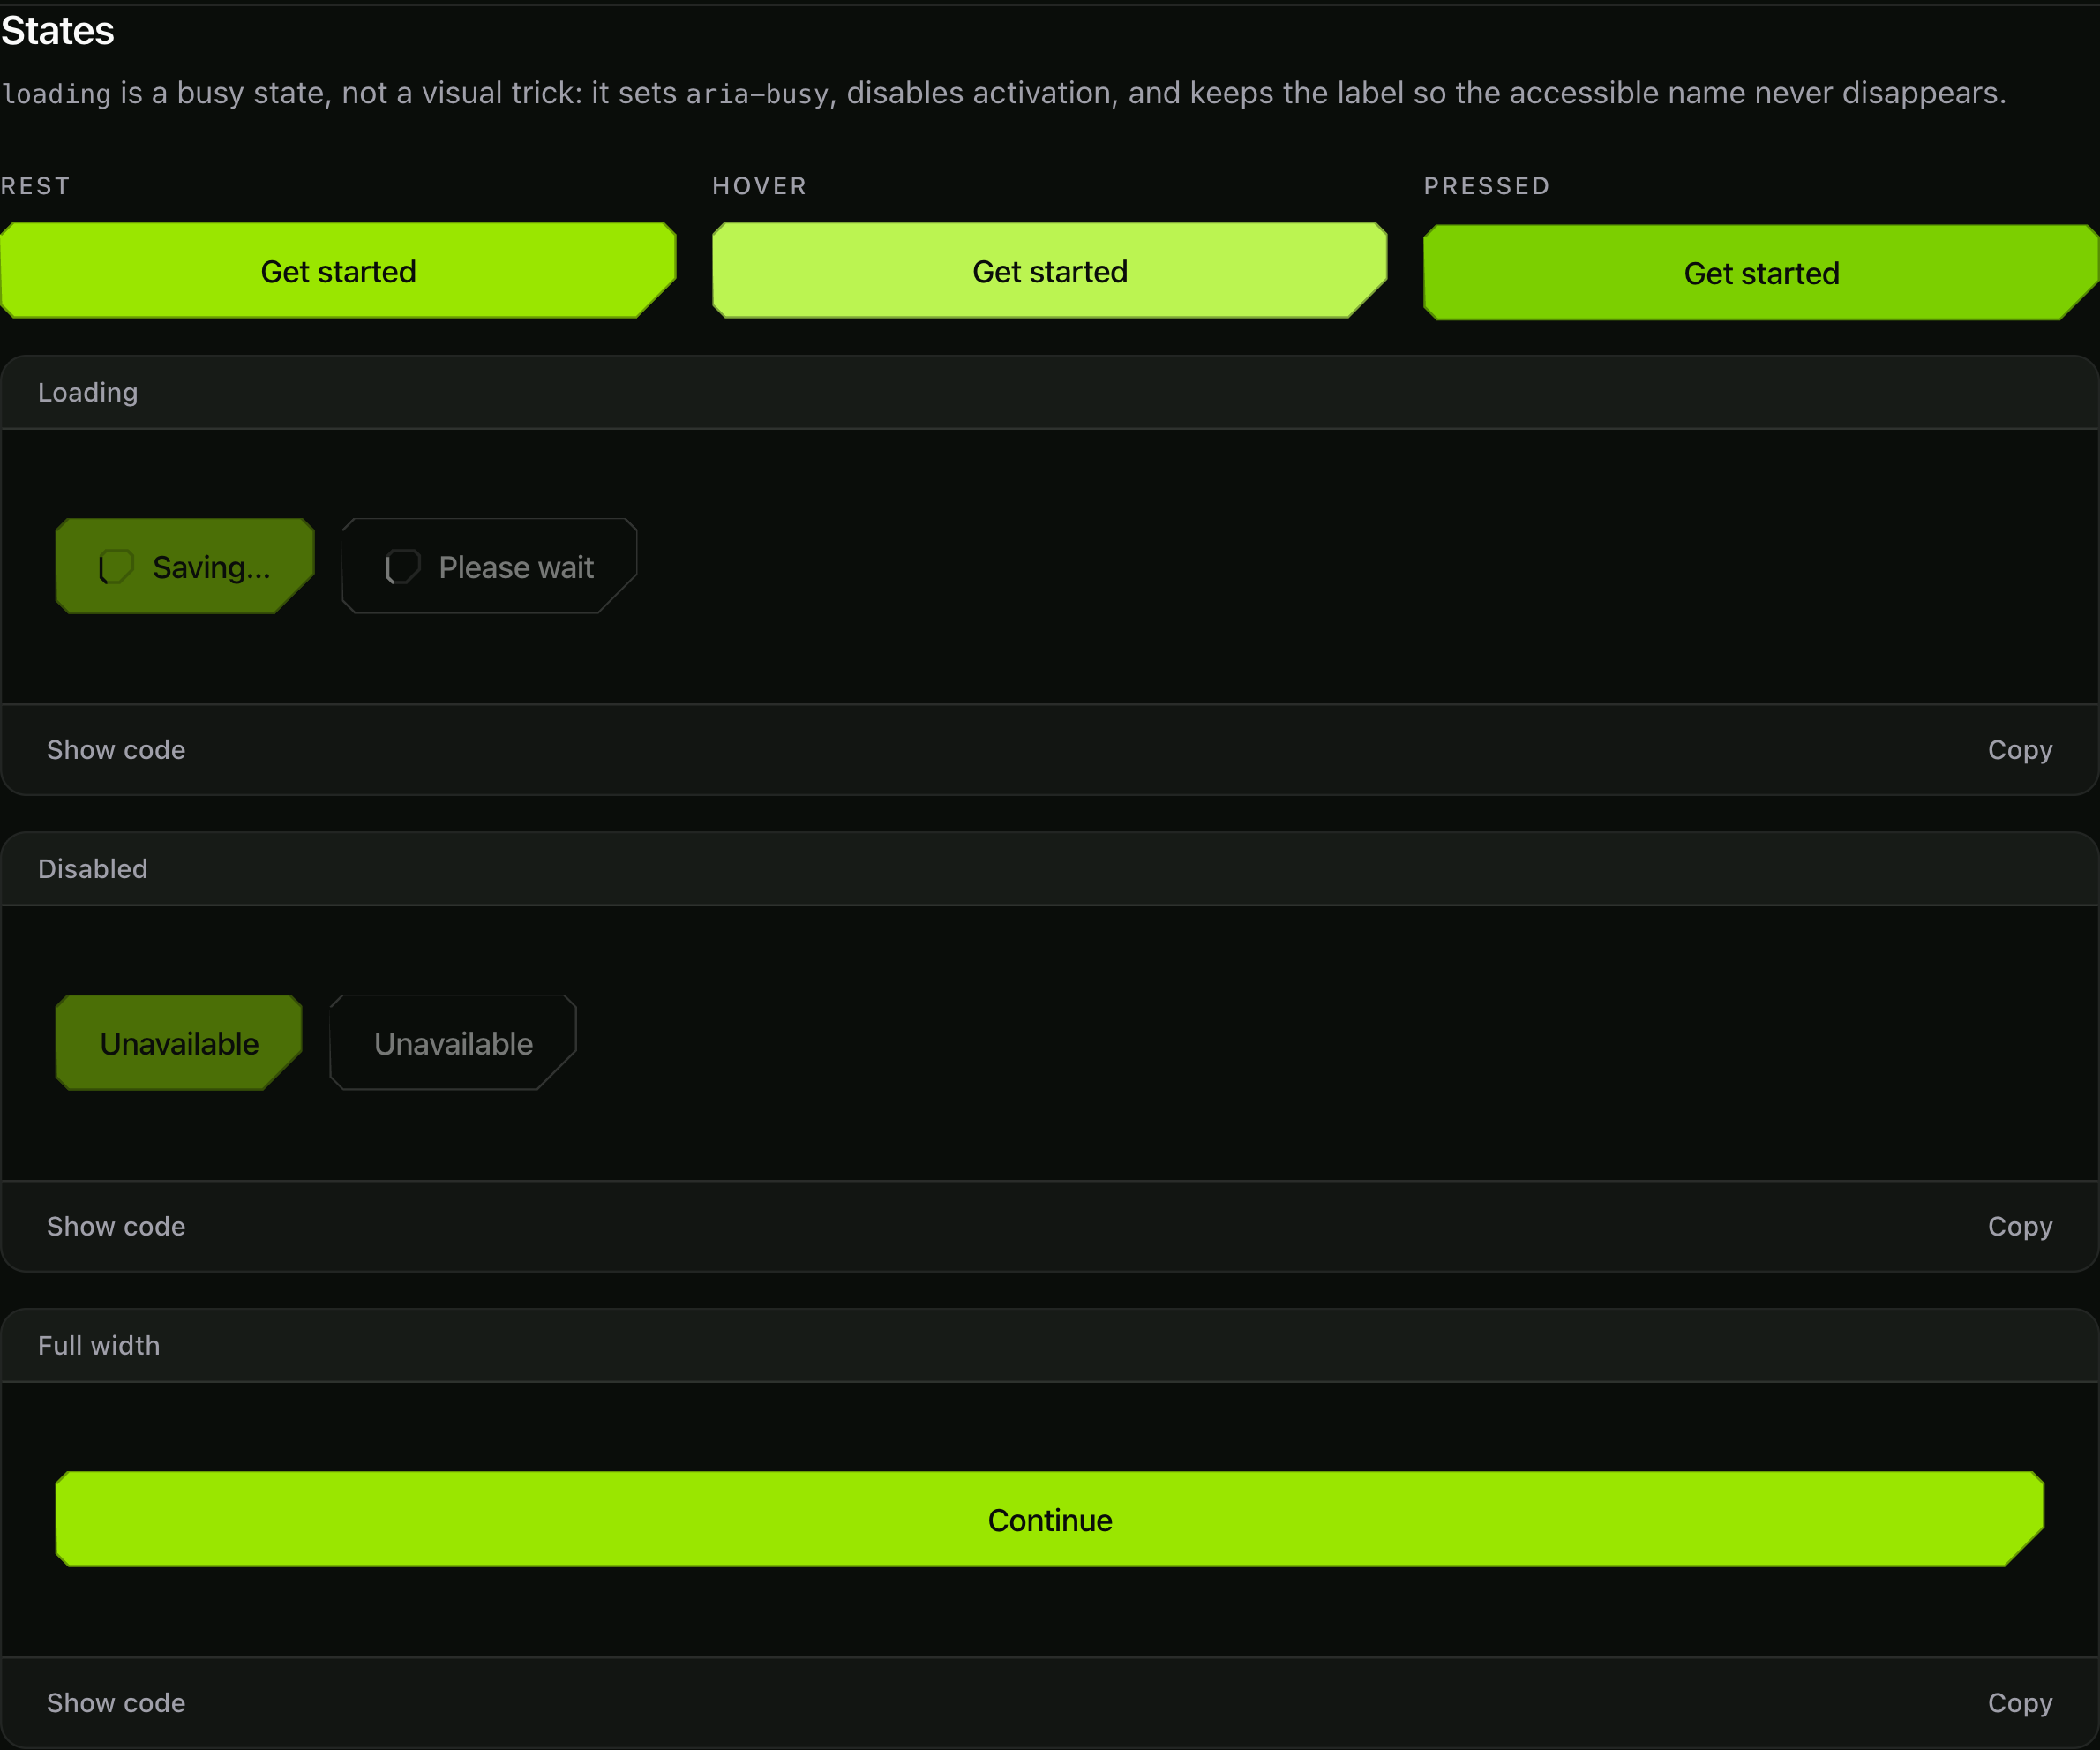 States
loading is a busy state, not a visual trick: it sets aria-busy, disables activation, and keeps the label so the accessible name never disappears.
REST
HOVER
PRESSED
Get started
Get started
Get started
Loading
Saving...
Please wait
Show code
Copy
Disabled
Unavailable
Unavailable
Show code
Copy
Full width
Continue
Show code
Copy